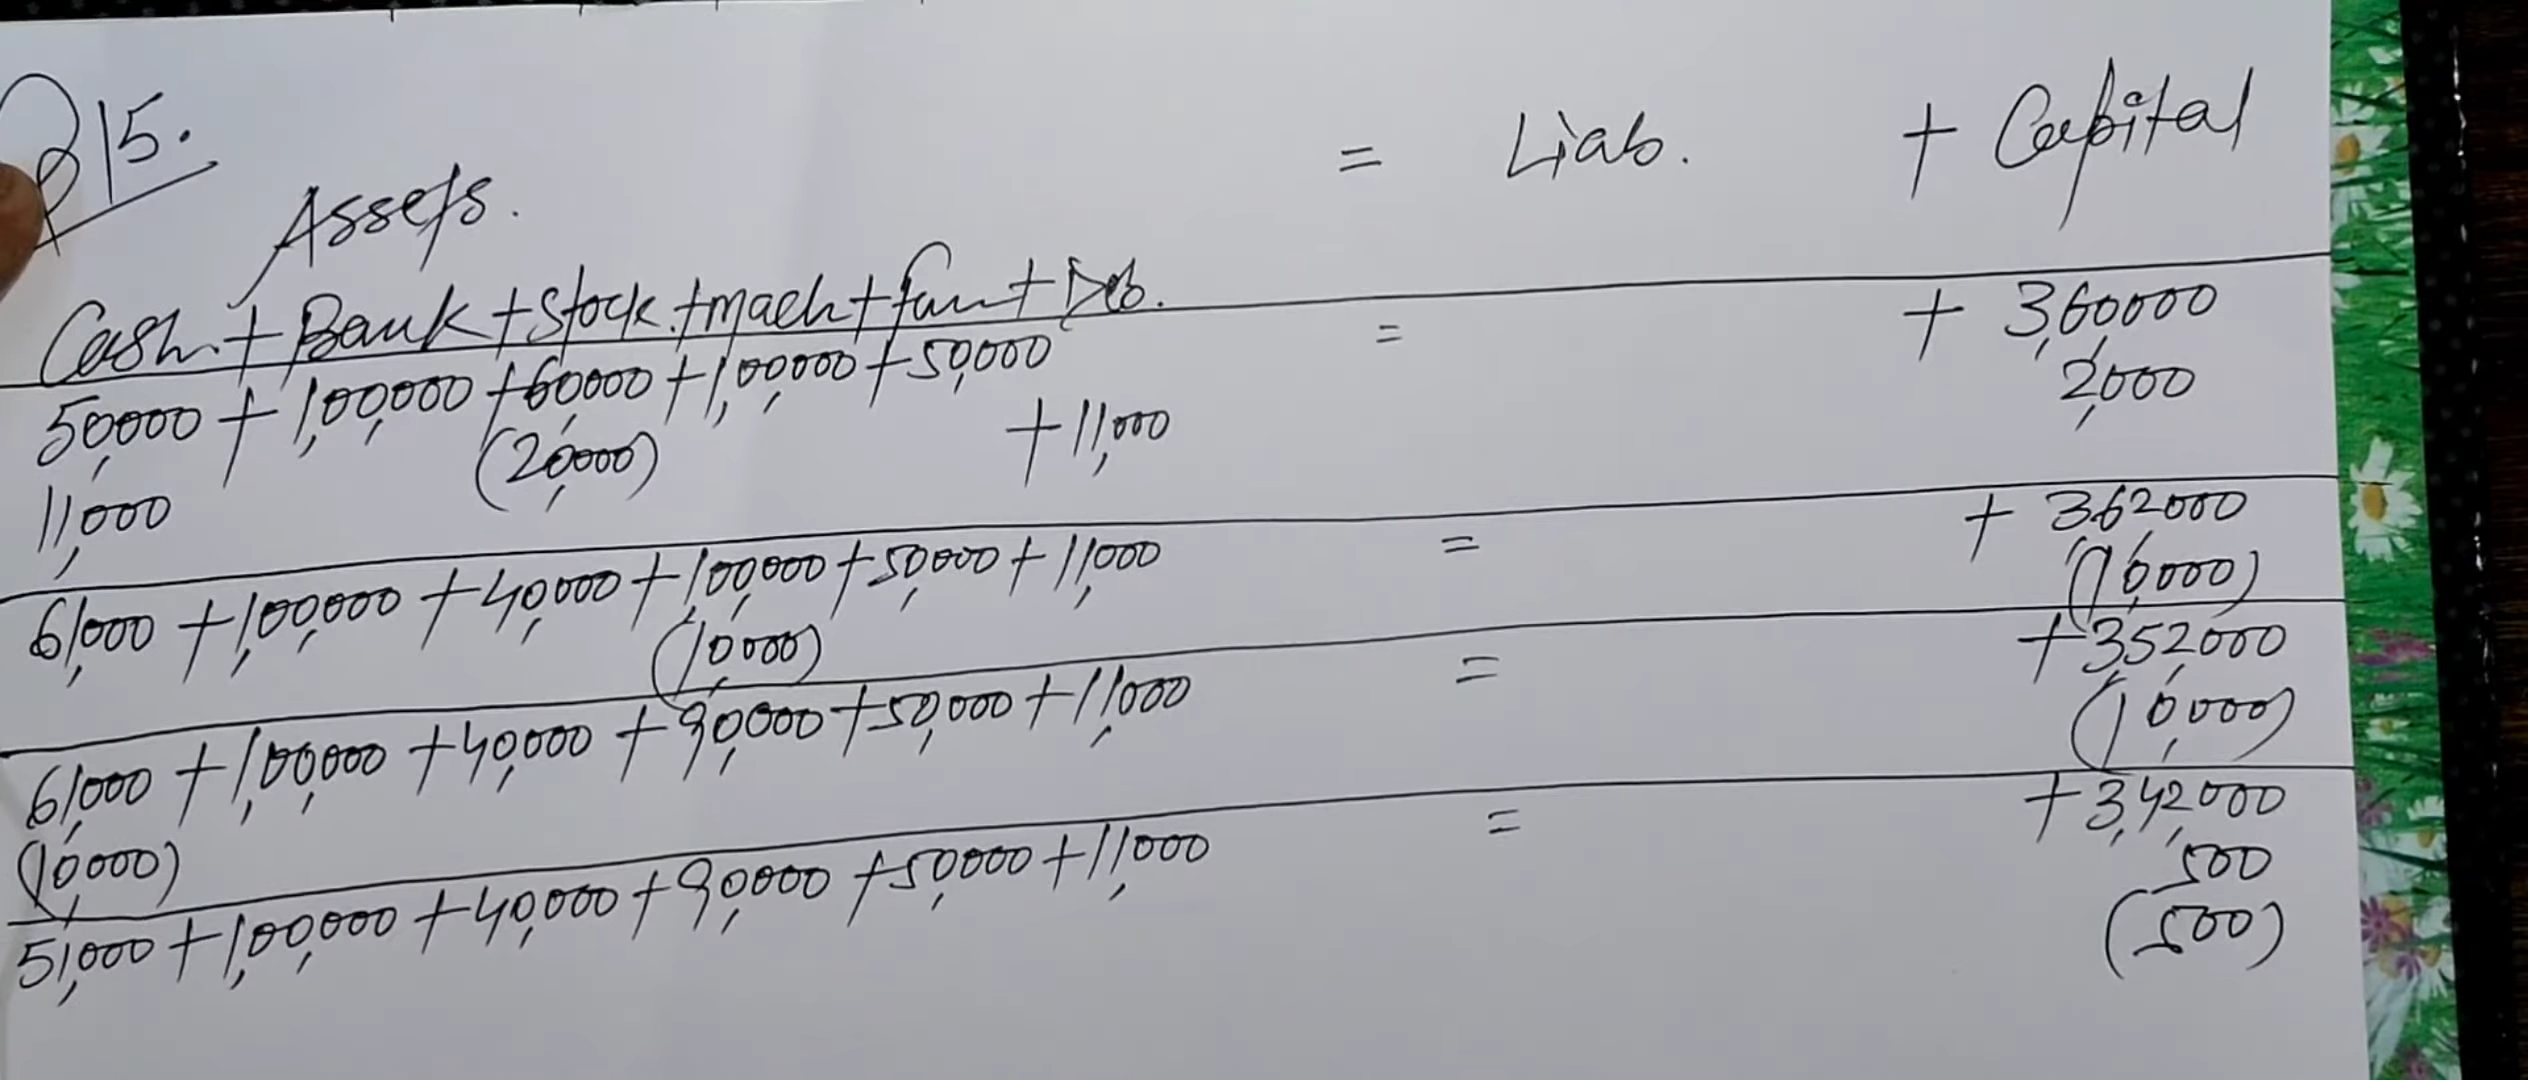 Q15.
Assets. = Liab. + Capital
Cash + Bank + Stock + mach + fur + Deb.
50,000 + 1,00,000 + 60,000 + 1,00,000 + 50,000 = + 3,60,000
11,000 (20,000) + 11,000 2,000
61,000 + 1,00,000 + 40,000 + 1,00,000 + 50,000 + 11,000 = + 3,62,000
(10,000) (10,000)
61,000 + 1,00,000 + 40,000 + 90,000 + 50,000 + 11,000 = + 3,52,000
(10,000) (10,000)
51,000 + 1,00,000 + 40,000 + 90,000 + 50,000 + 11,000 = + 3,42,000
500
(500)